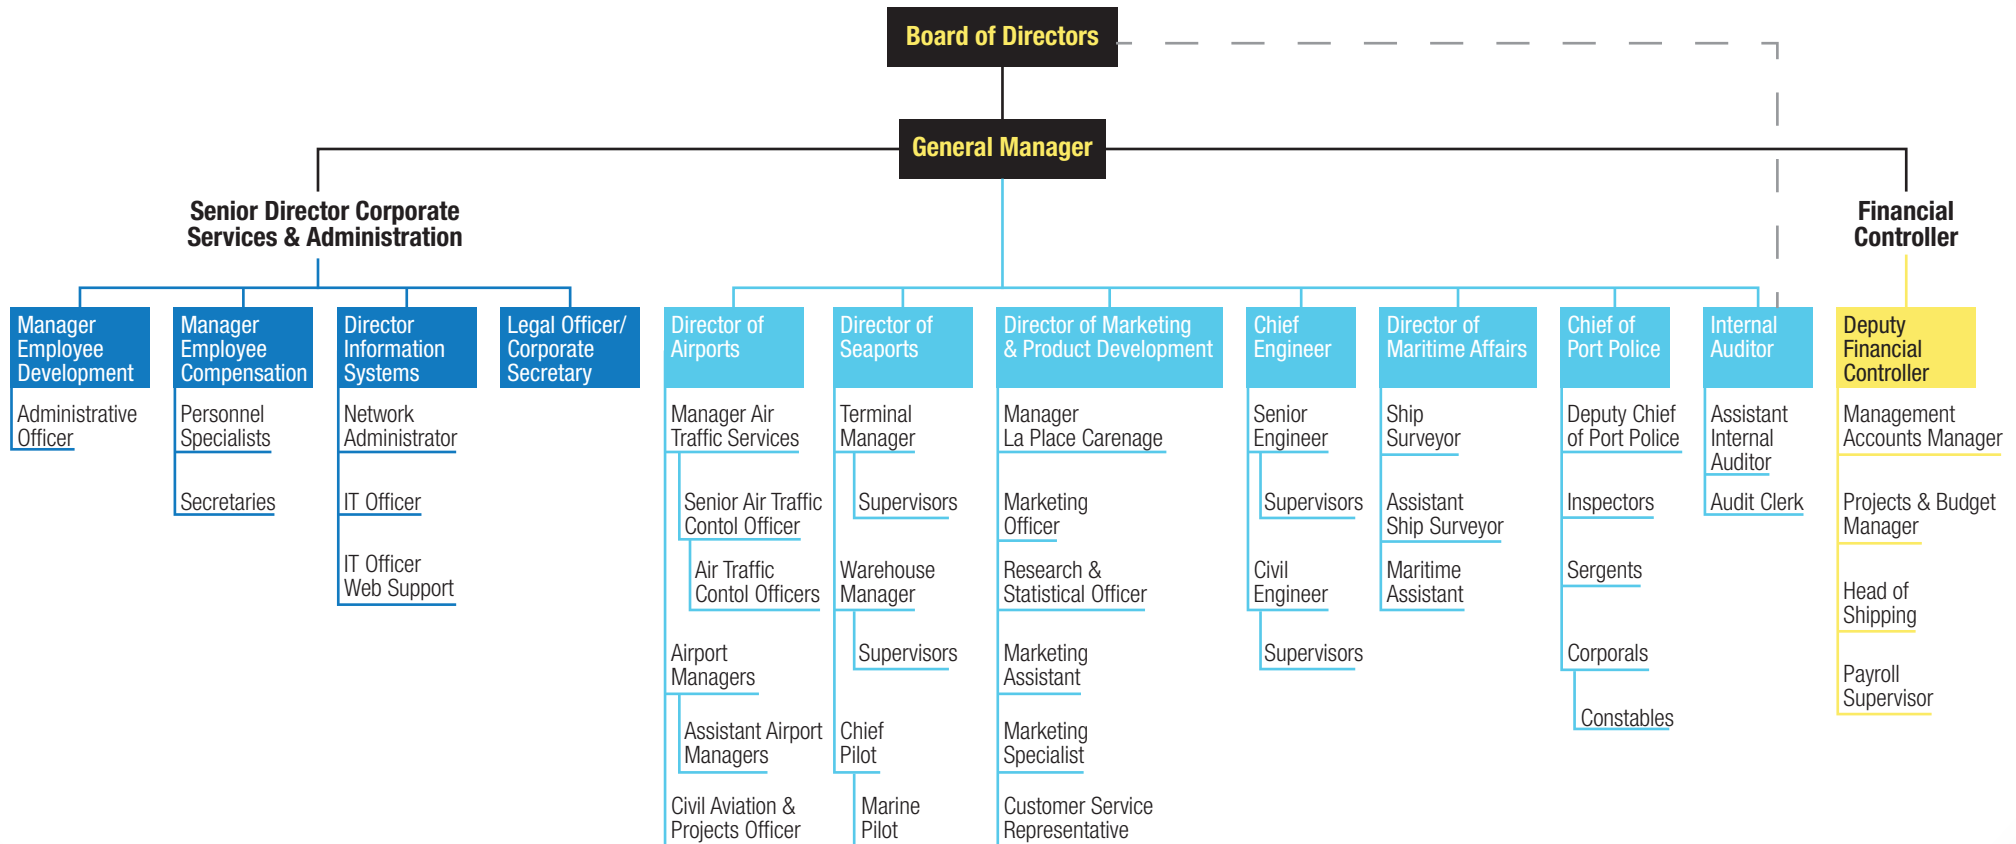 Board of Directors
General Manager
Senior Director Corporate
Services & Administration
Financial
Controller
Manager
Employee
Development
Administrative
Officer
Manager
Employee
Compensation
Personnel
Specialists
Secretaries
Director
Information
Systems
Network
Administrator
IT Officer
IT Officer
Web Support
Legal Officer/
Corporate
Secretary
Director of
Airports
Manager Air
Traffic Services
Senior Air Traffic
Contol Officer
Air Traffic
Contol Officers
Airport
Managers
Assistant Airport
Managers
Civil Aviation &
Projects Officer
Director of
Seaports
Terminal
Manager
Supervisors
Warehouse
Manager
Supervisors
Chief
Pilot
Marine
Pilot
Director of Marketing
& Product Development
Manager
La Place Carenage
Marketing
Officer
Research &
Statistical Officer
Marketing
Assistant
Marketing
Specialist
Customer Service
Representative
Chief
Engineer
Senior
Engineer
Supervisors
Civil
Engineer
Supervisors
Director of
Maritime Affairs
Ship
Surveyor
Assistant
Ship Surveyor
Maritime
Assistant
Chief of
Port Police
Deputy Chief
of Port Police
Inspectors
Sergents
Corporals
Constables
Internal
Auditor
Assistant
Internal
Auditor
Audit Clerk
Deputy
Financial
Controller
Management
Accounts Manager
Projects & Budget
Manager
Head of
Shipping
Payroll
Supervisor